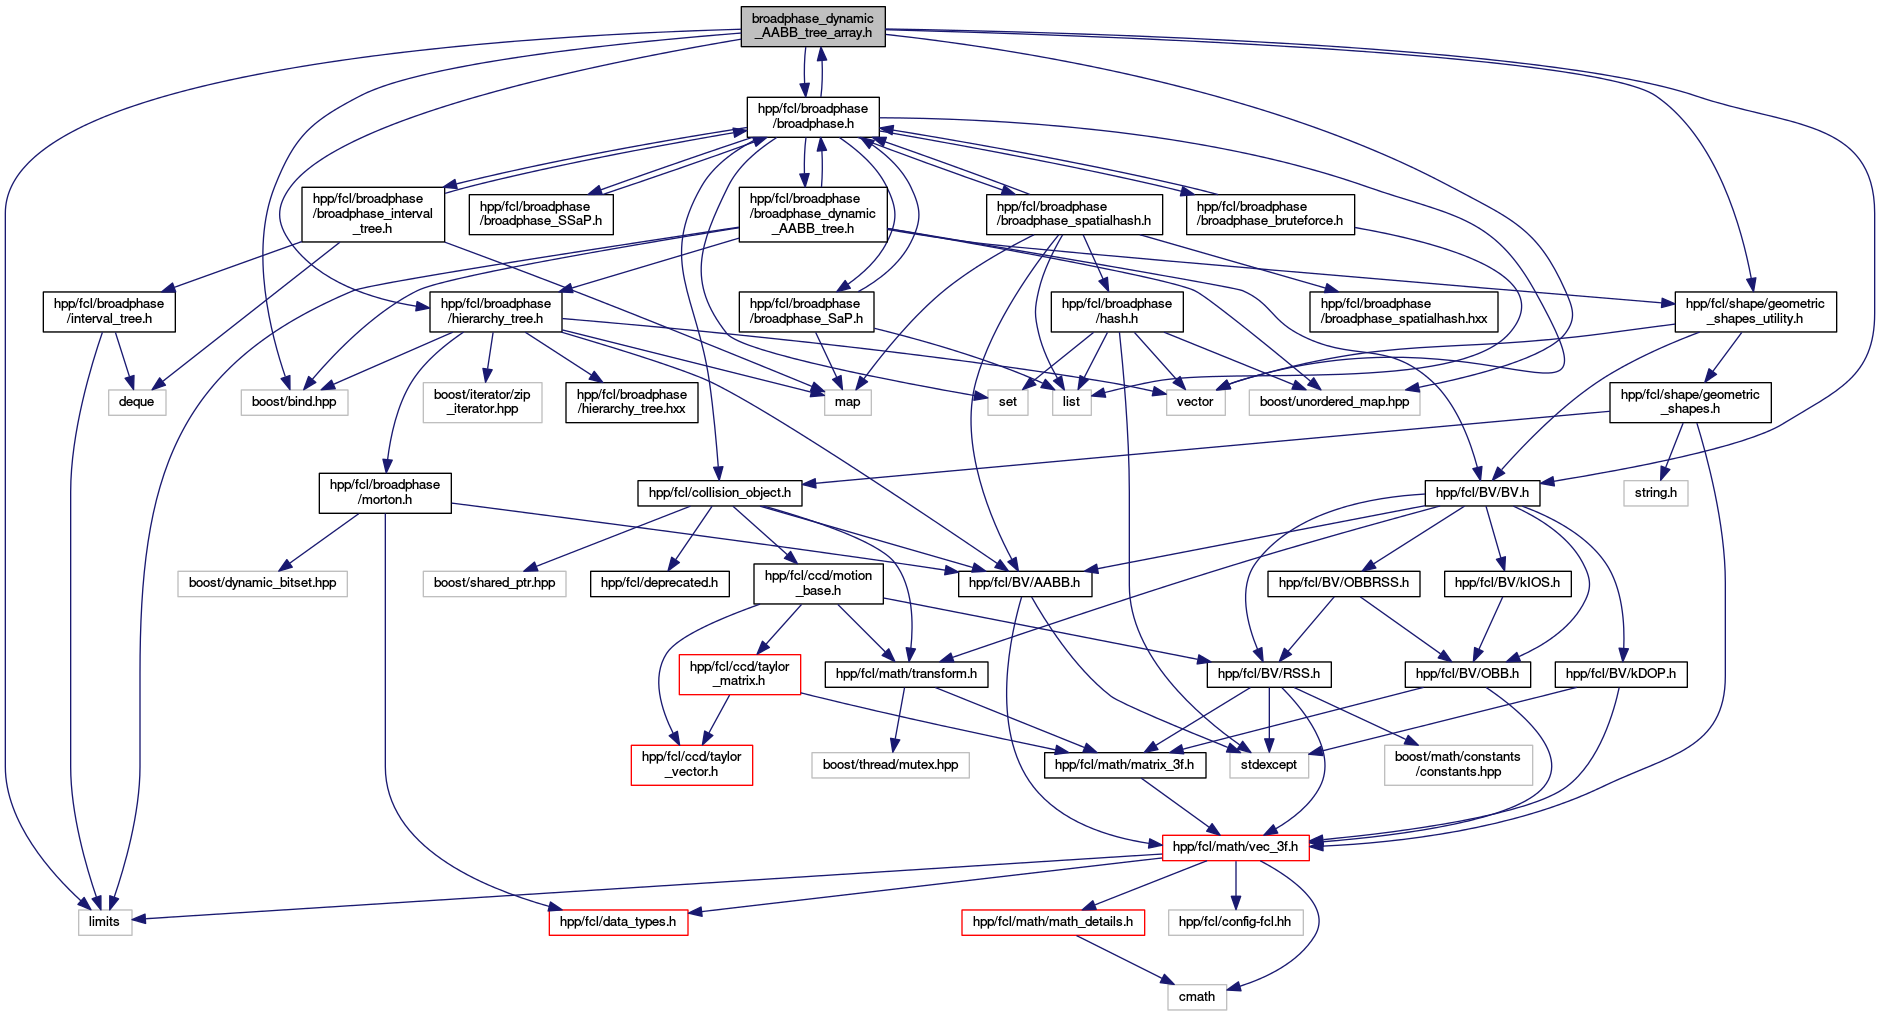 broadphase_dynamic
_AABB_tree_array.h
hpp/fcl/broadphase
/broadphase.h
hpp/fcl/broadphase
/broadphase_interval
_tree.h
hpp/fcl/broadphase
/broadphase_SSaP.h
hpp/fcl/broadphase
/broadphase_dynamic
_AABB_tree.h
hpp/fcl/broadphase
/broadphase_spatialhash.h
hpp/fcl/broadphase
/broadphase_bruteforce.h
hpp/fcl/broadphase
/interval_tree.h
hpp/fcl/broadphase
/hierarchy_tree.h
hpp/fcl/broadphase
/broadphase_SaP.h
hpp/fcl/broadphase
/hash.h
hpp/fcl/broadphase
/broadphase_spatialhash.hxx
hpp/fcl/shape/geometric
_shapes_utility.h
deque
boost/bind.hpp
boost/iterator/zip
_iterator.hpp
hpp/fcl/broadphase
/hierarchy_tree.hxx
map
set
list
vector
boost/unordered_map.hpp
hpp/fcl/shape/geometric
_shapes.h
hpp/fcl/broadphase
/morton.h
hpp/fcl/collision_object.h
hpp/fcl/BV/BV.h
string.h
boost/dynamic_bitset.hpp
boost/shared_ptr.hpp
hpp/fcl/deprecated.h
hpp/fcl/ccd/motion
_base.h
hpp/fcl/BV/AABB.h
hpp/fcl/BV/OBBRSS.h
hpp/fcl/BV/kIOS.h
hpp/fcl/ccd/taylor
_matrix.h
hpp/fcl/math/transform.h
hpp/fcl/BV/RSS.h
hpp/fcl/BV/OBB.h
hpp/fcl/BV/kDOP.h
hpp/fcl/ccd/taylor
_vector.h
boost/thread/mutex.hpp
hpp/fcl/math/matrix_3f.h
stdexcept
boost/math/constants
/constants.hpp
hpp/fcl/math/vec_3f.h
limits
hpp/fcl/data_types.h
hpp/fcl/math/math_details.h
hpp/fcl/config-fcl.hh
cmath